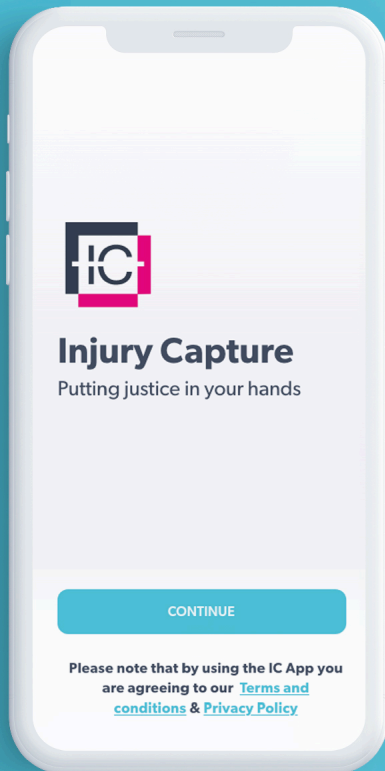 IC
Injury Capture
Putting justice in your hands
CONTINUE
Please note that by using the IC App you
are agreeing to our Terms and
conditions & Privacy Policy